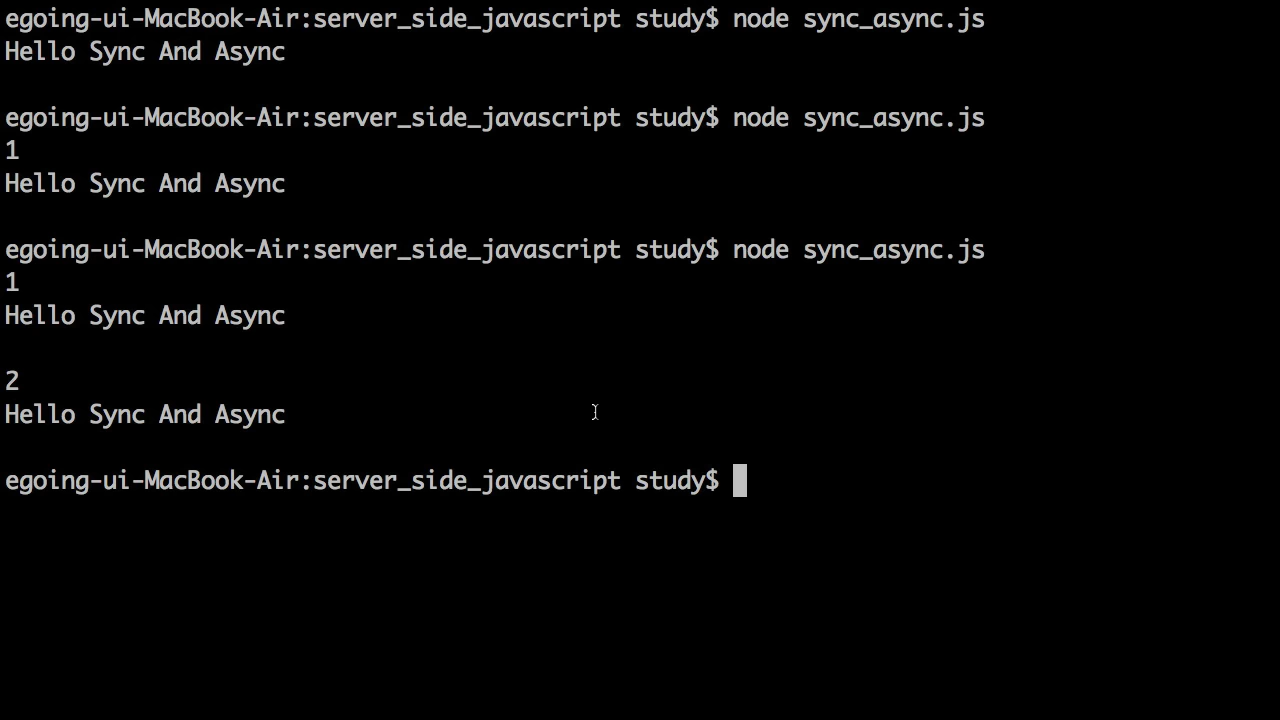 egoing-ui-MacBook-Air:server_side_javascript study$ node sync_async.js
Hello Sync And Async
egoing-ui-MacBook-Air:server_side_javascript study$ node sync_async.js
1
Hello Sync And Async
egoing-ui-MacBook-Air:server_side_javascript study$ node sync_async.js
1
Hello Sync And Async
2
Hello Sync And Async
egoing-ui-MacBook-Air:server_side_javascript study$